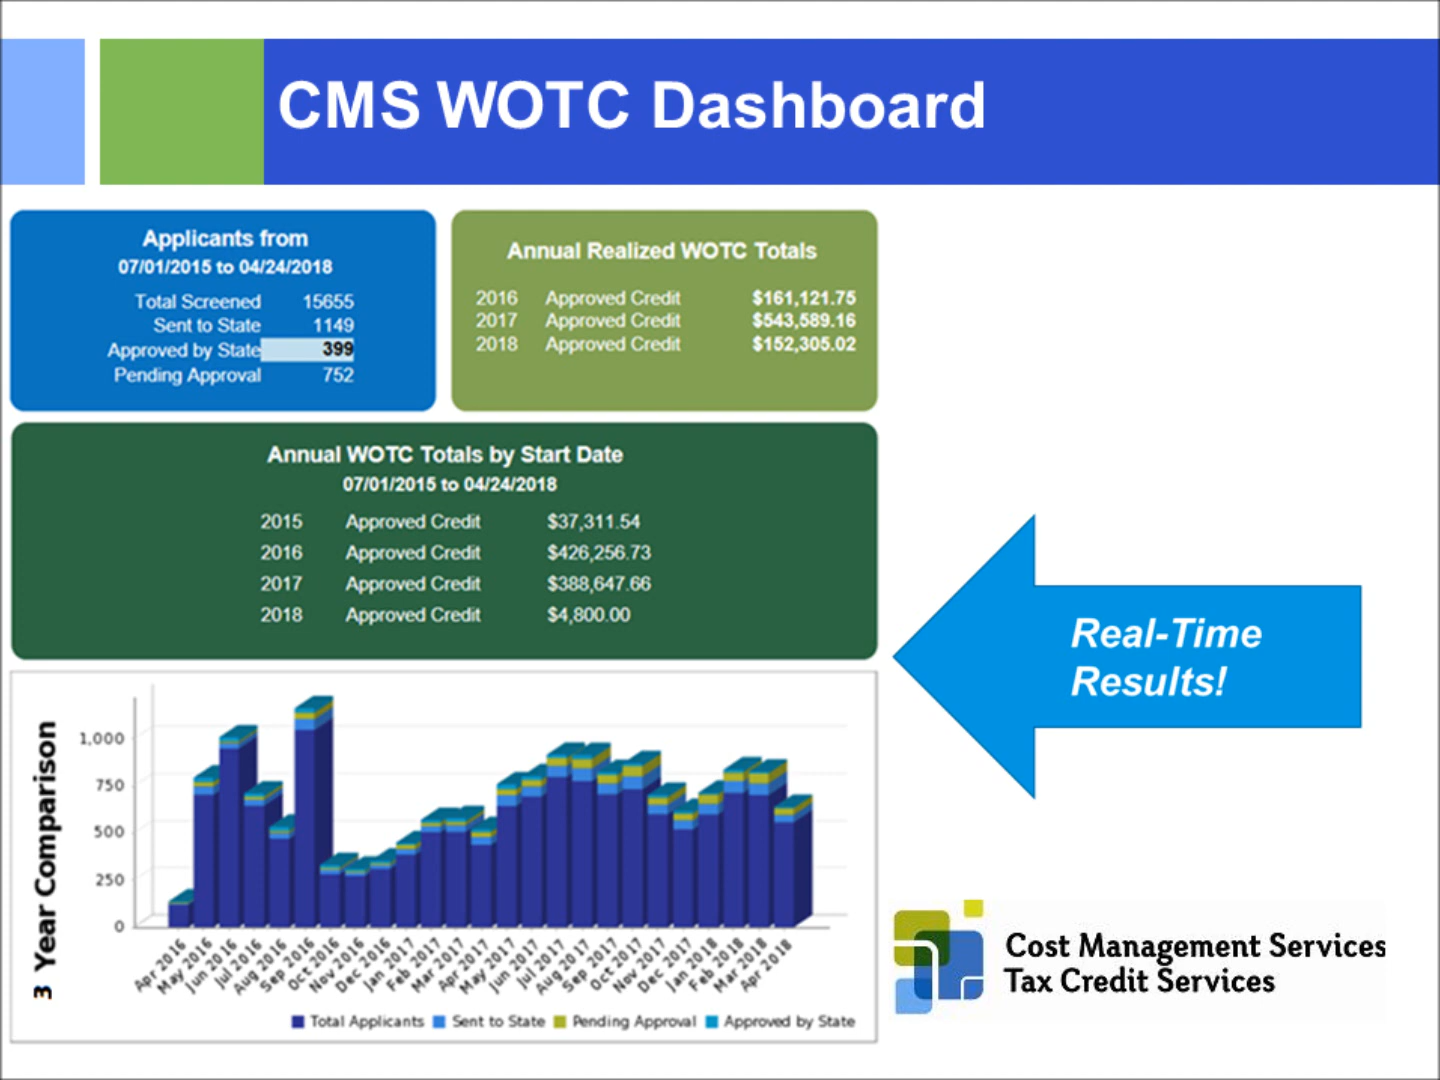 CMS WOTC Dashboard
Applicants from
07/01/2015 to 04/24/2018
Total Screened 15655
Sent to State 1149
Approved by State 399
Pending Approval 752
Annual Realized WOTC Totals
2016 Approved Credit $161,121.75
2017 Approved Credit $543,589.16
2018 Approved Credit $152,305.02
Annual WOTC Totals by Start Date
07/01/2015 to 04/24/2018
2015 Approved Credit $37,311.54
2016 Approved Credit $426,256.73
2017 Approved Credit $388,647.66
2018 Approved Credit $4,800.00
Real-Time
Results!
3 Year Comparison
1,000
750
500
250
0
Apr 2016 May 2016 Jun 2016 Jul 2016 Aug 2016 Sep 2016 Oct 2016 Nov 2016 Dec 2016 Jan 2017 Feb 2017 Mar 2017 Apr 2017 May 2017 Jun 2017 Jul 2017 Aug 2017 Sep 2017 Oct 2017 Nov 2017 Dec 2017 Jan 2018 Feb 2018 Mar 2018 Apr 2018
Total Applicants Sent to State Pending Approval Approved by State
Cost Management Services
Tax Credit Services